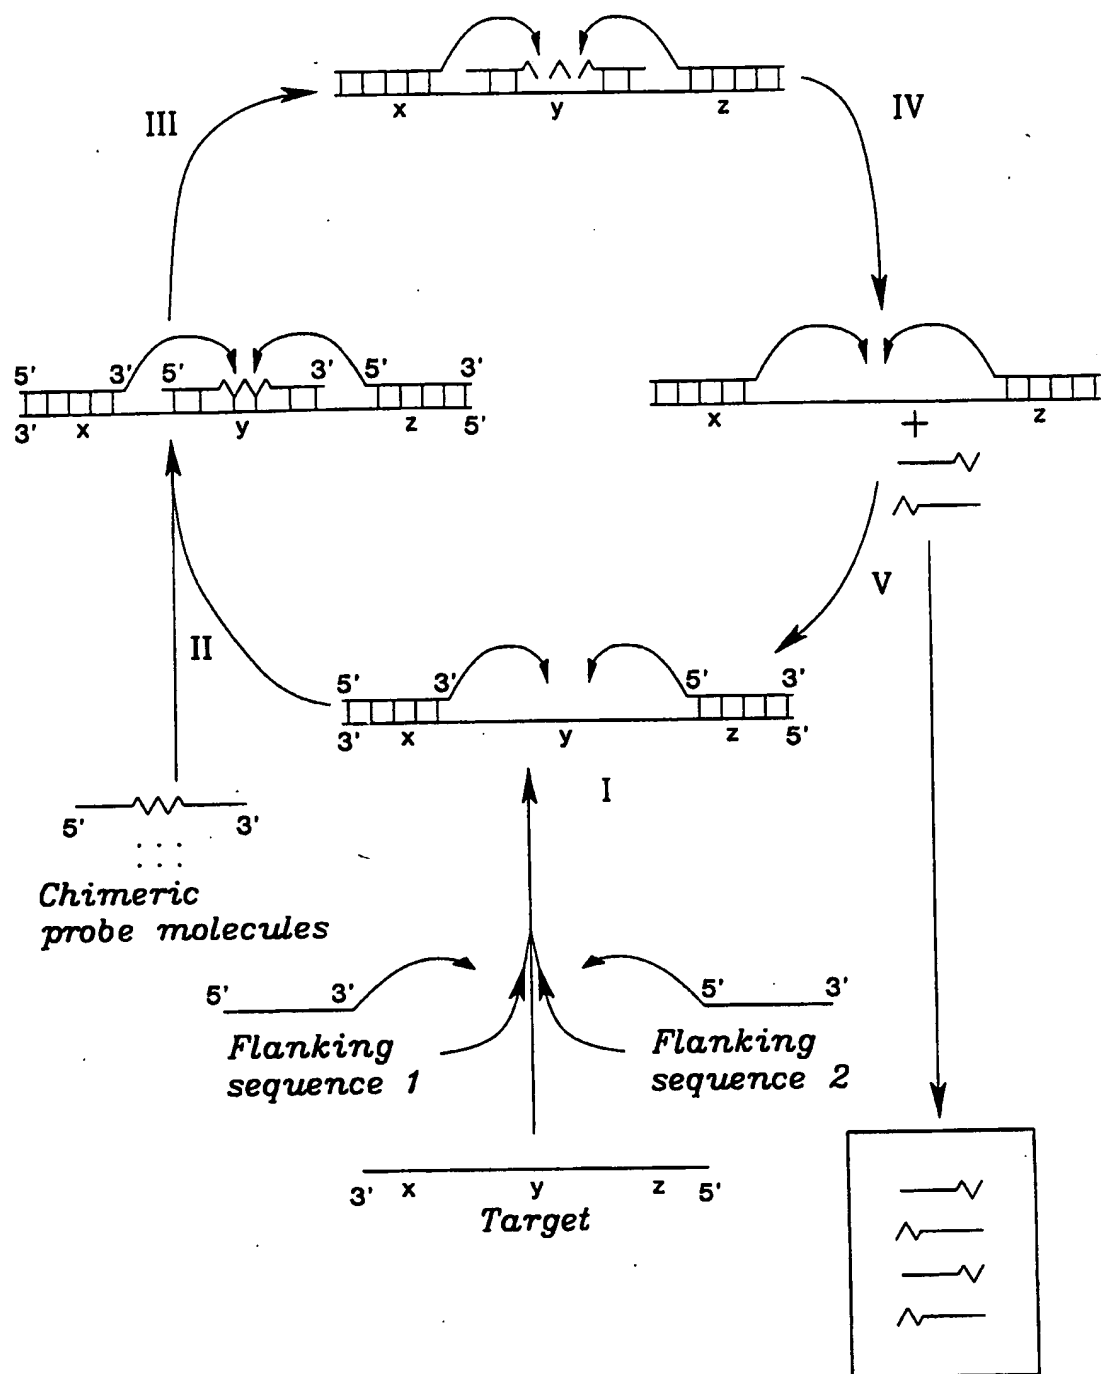 x y z
III
IV
5' 3' 5' 3' 5' 3'
3' x y z 5'
x z
+
V
II
5' 3' 5' 3'
3' x y z 5'
I
5' 3'
Chimeric
probe molecules
5' 3' 5' 3'
Flanking
sequence 1
Flanking
sequence 2
3' x y z 5'
Target